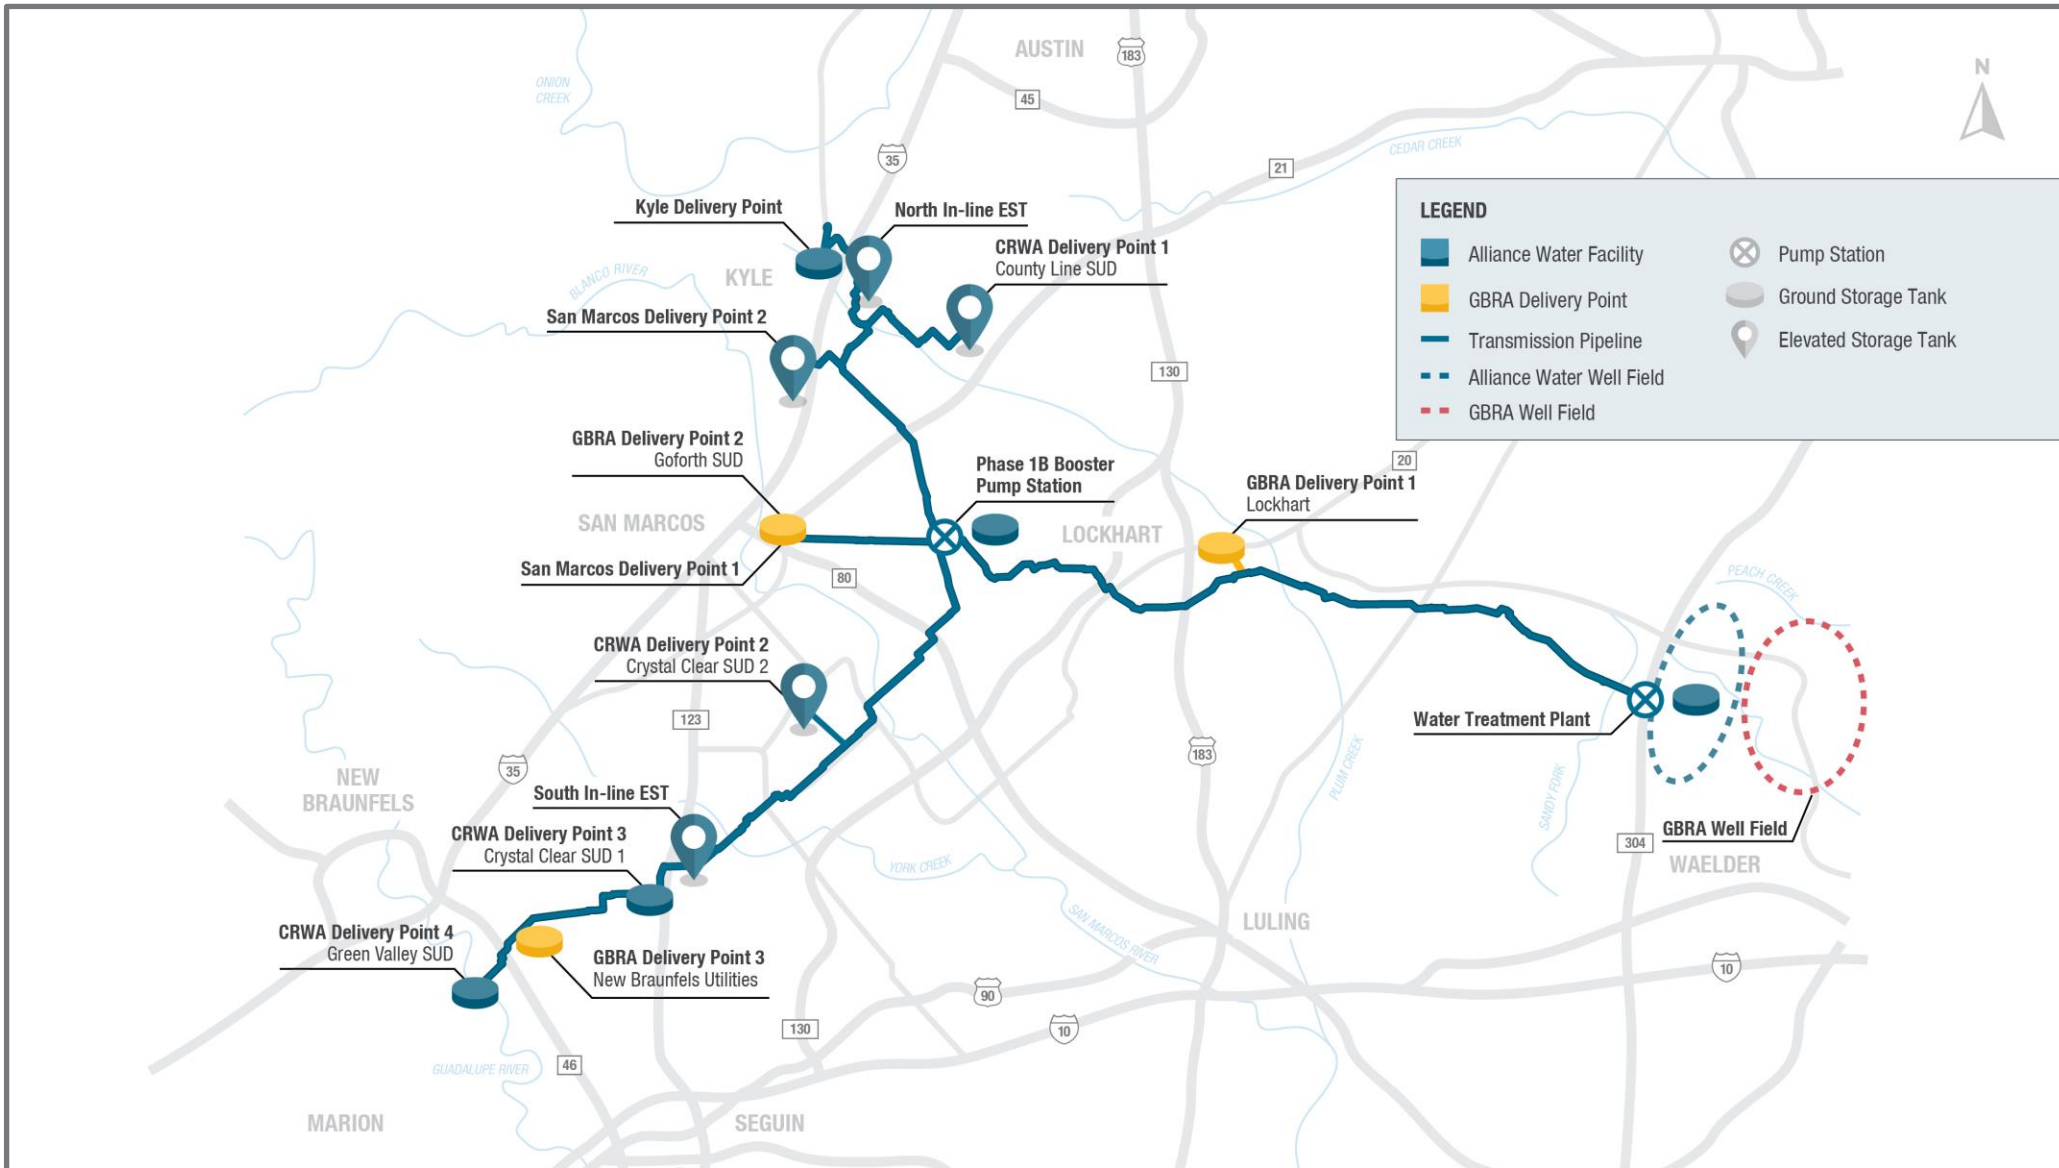 AUSTIN
183
N
ONION
CREEK
45
35
CEDAR CREEK
21
LEGEND
Alliance Water Facility
GBRA Delivery Point
Transmission Pipeline
Alliance Water Well Field
GBRA Well Field
Pump Station
Ground Storage Tank
Elevated Storage Tank
Kyle Delivery Point
North In-line EST
CRWA Delivery Point 1
County Line SUD
KYLE
BLANCO RIVER
San Marcos Delivery Point 2
130
GBRA Delivery Point 2
Goforth SUD
Phase 1B Booster
Pump Station
20
GBRA Delivery Point 1
Lockhart
SAN MARCOS
LOCKHART
San Marcos Delivery Point 1
80
PEACH CREEK
CRWA Delivery Point 2
Crystal Clear SUD 2
123
Water Treatment Plant
183
PLUM CREEK
SANDY FORK
35
NEW
BRAUNFELS
South In-line EST
CRWA Delivery Point 3
Crystal Clear SUD 1
GBRA Well Field
304
WAELDER
YORK CREEK
SAN MARCOS RIVER
LULING
CRWA Delivery Point 4
Green Valley SUD
GBRA Delivery Point 3
New Braunfels Utilities
10
90
130
10
46
GUADALUPE RIVER
MARION
SEGUIN